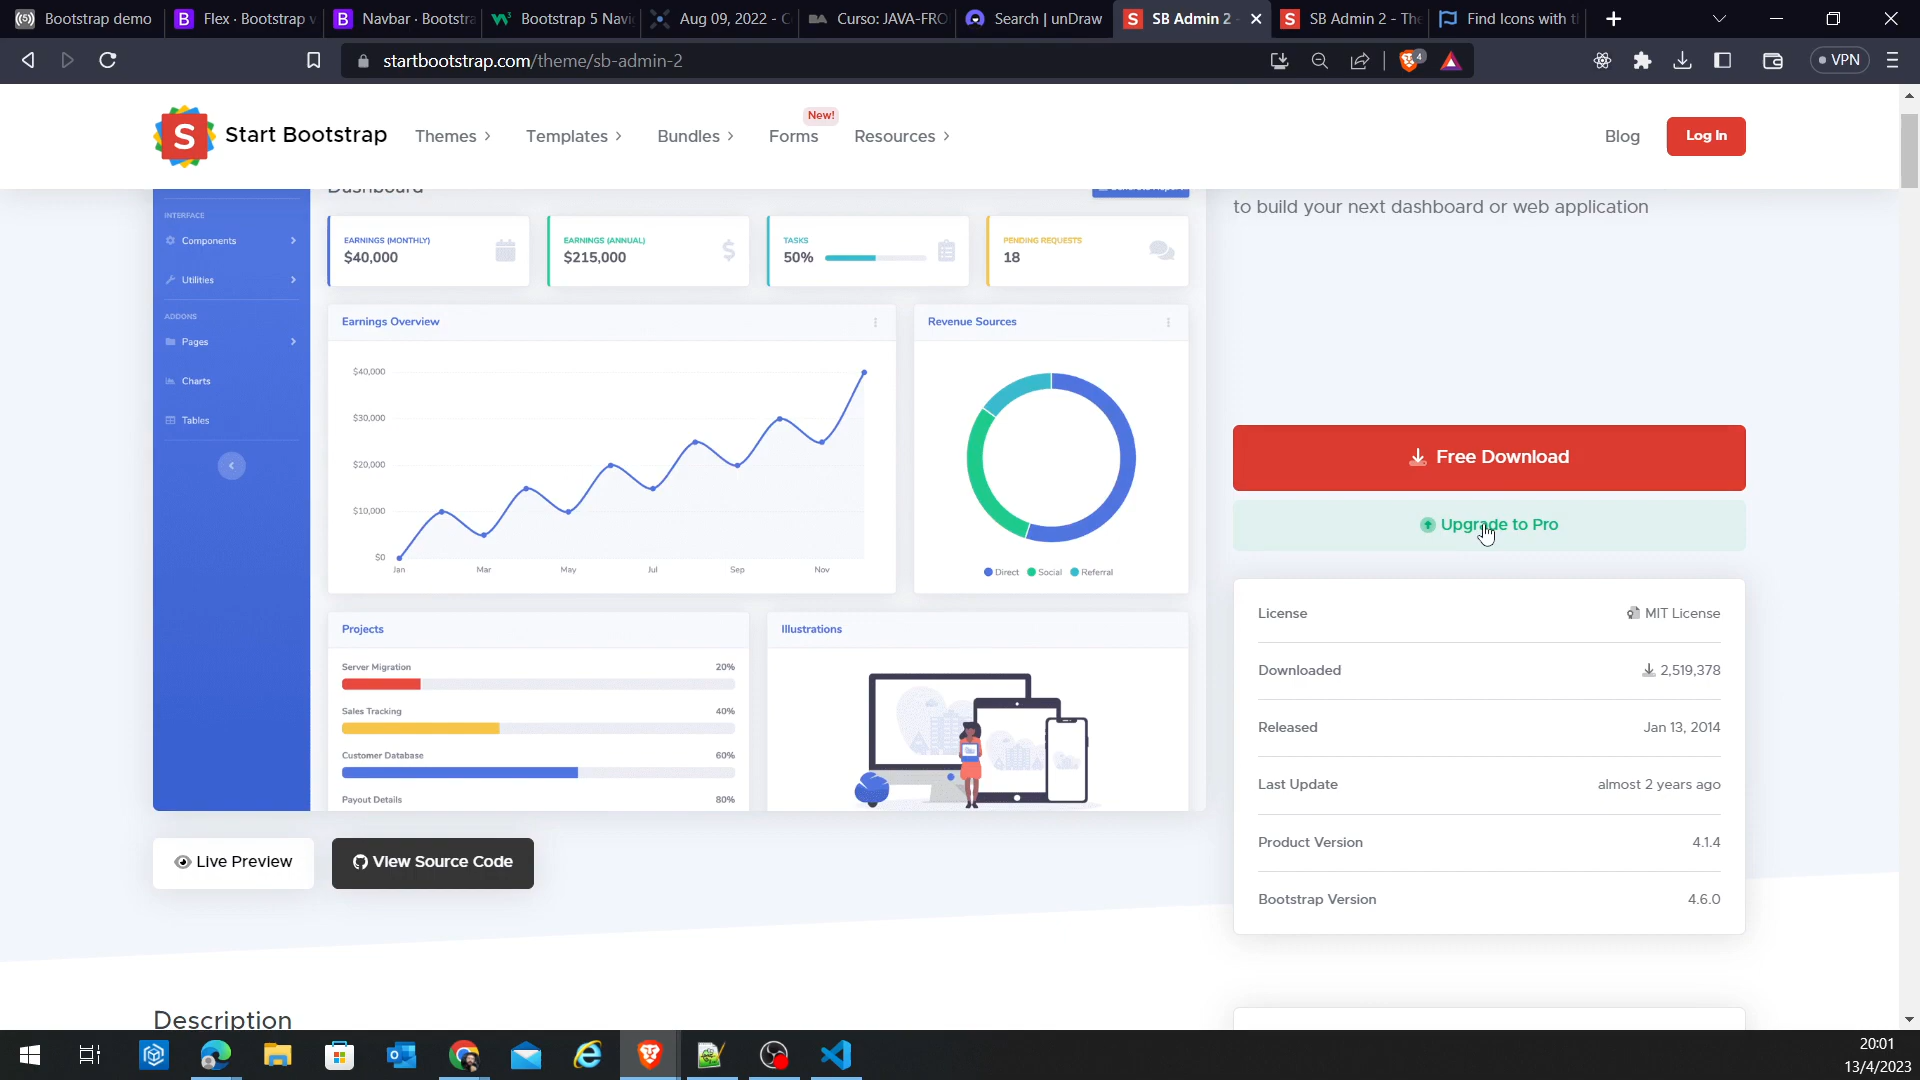 Bootstrap demo
Flex · Bootstrap v
Navbar · Bootstra
Bootstrap 5 Navi
Aug 09, 2022 - C
Curso: JAVA-FRO
Search | unDraw
SB Admin 2 -
SB Admin 2 - The
Find Icons with th
startbootstrap.com/theme/sb-admin-2
4
VPN
S
Start Bootstrap
Themes
Templates
Bundles
Forms
New!
Resources
Blog
Log In
Dashboard
to build your next dashboard or web application
INTERFACE
Components
Utilities
ADDONS
Pages
Charts
Tables
EARNINGS (MONTHLY)
$40,000
EARNINGS (ANNUAL)
$215,000
TASKS
50%
PENDING REQUESTS
18
Earnings Overview
$40,000
$30,000
$20,000
$10,000
$0
Jan Mar May Jul Sep Nov
Revenue Sources
Direct Social Referral
Projects
Server Migration 20%
Sales Tracking 40%
Customer Database 60%
Payout Details 80%
Illustrations
Free Download
Upgrade to Pro
License MIT License
Downloaded 2,519,378
Released Jan 13, 2014
Last Update almost 2 years ago
Product Version 4.1.4
Bootstrap Version 4.6.0
Live Preview
View Source Code
Description
20:01
13/4/2023